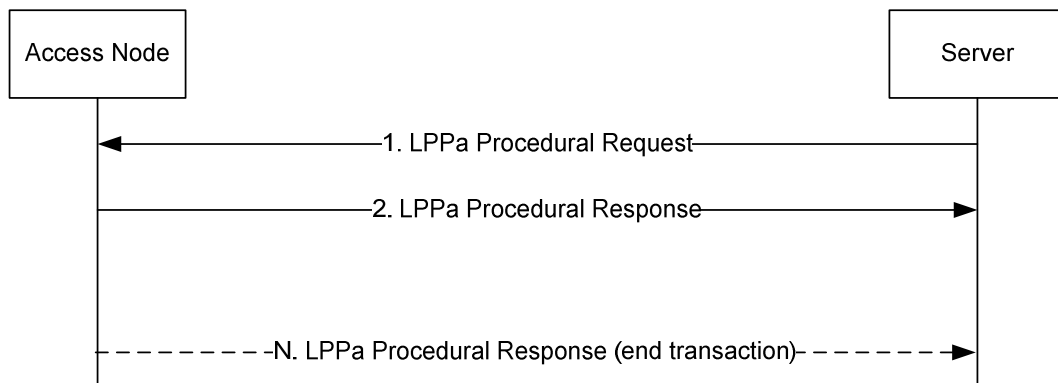 Access Node
Server
1. LPPa Procedural Request
2. LPPa Procedural Response
N. LPPa Procedural Response (end transaction)